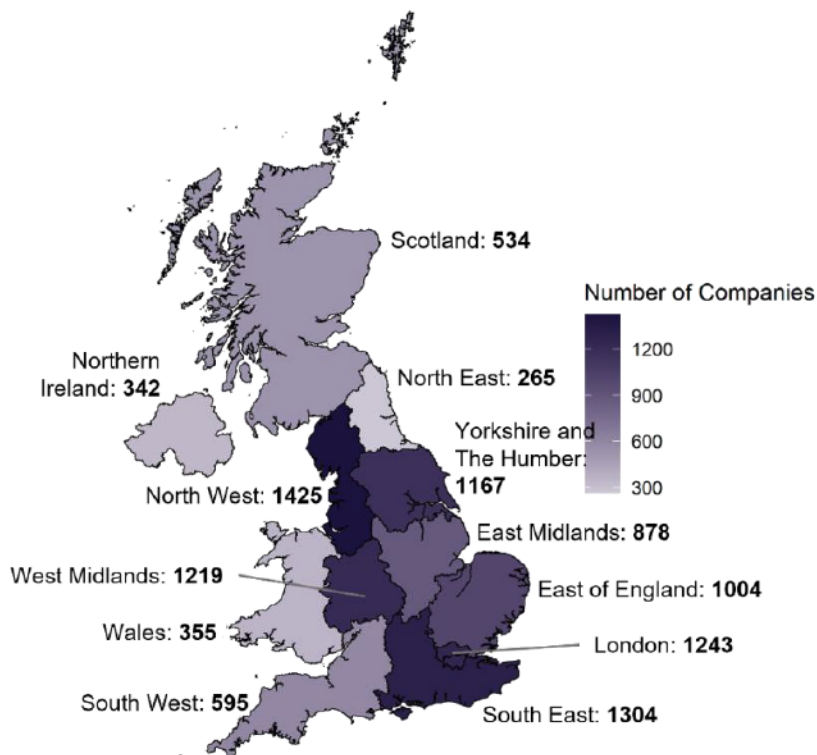 Scotland: 534
Number of Companies
1200
900
600
300
Northern
Ireland: 342
North East: 265
Yorkshire and
The Humber:
1167
North West: 1425
East Midlands: 878
West Midlands: 1219
East of England: 1004
Wales: 355
London: 1243
South West: 595
South East: 1304